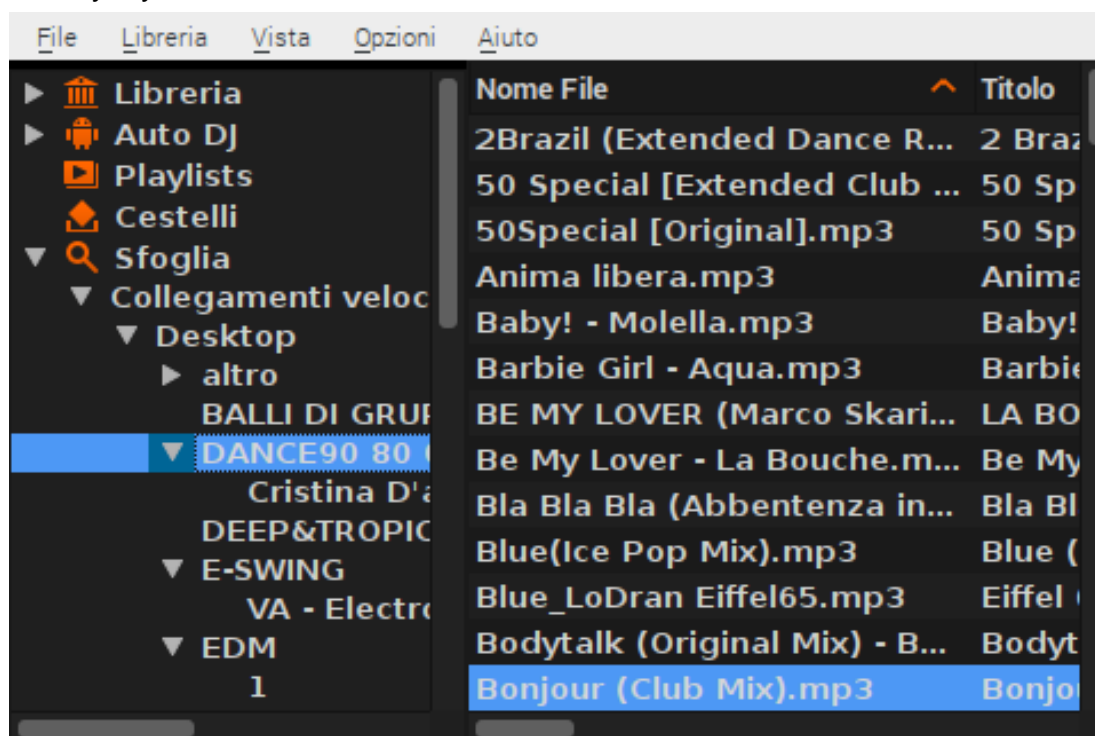 File Libreria Vista Opzioni Aiuto
Libreria
Auto DJ
Playlists
Cestelli
Sfoglia
Collegamenti veloc
Desktop
altro
BALLI DI GRUP
DANCE90 80
Cristina D'a
DEEP&TROPIC
E-SWING
VA - Electro
EDM
1
Nome File Titolo
2Brazil (Extended Dance R... 2 Braz
50 Special [Extended Club ... 50 Sp
50Special [Original].mp3 50 Sp
Anima libera.mp3 Anima
Baby! - Molella.mp3 Baby!
Barbie Girl - Aqua.mp3 Barbie
BE MY LOVER (Marco Skari... LA BO
Be My Lover - La Bouche.m... Be My
Bla Bla Bla (Abbentenza in... Bla Bl
Blue(Ice Pop Mix).mp3 Blue (
Blue_LoDran Eiffel65.mp3 Eiffel
Bodytalk (Original Mix) - B... Bodyt
Bonjour (Club Mix).mp3 Bonjou